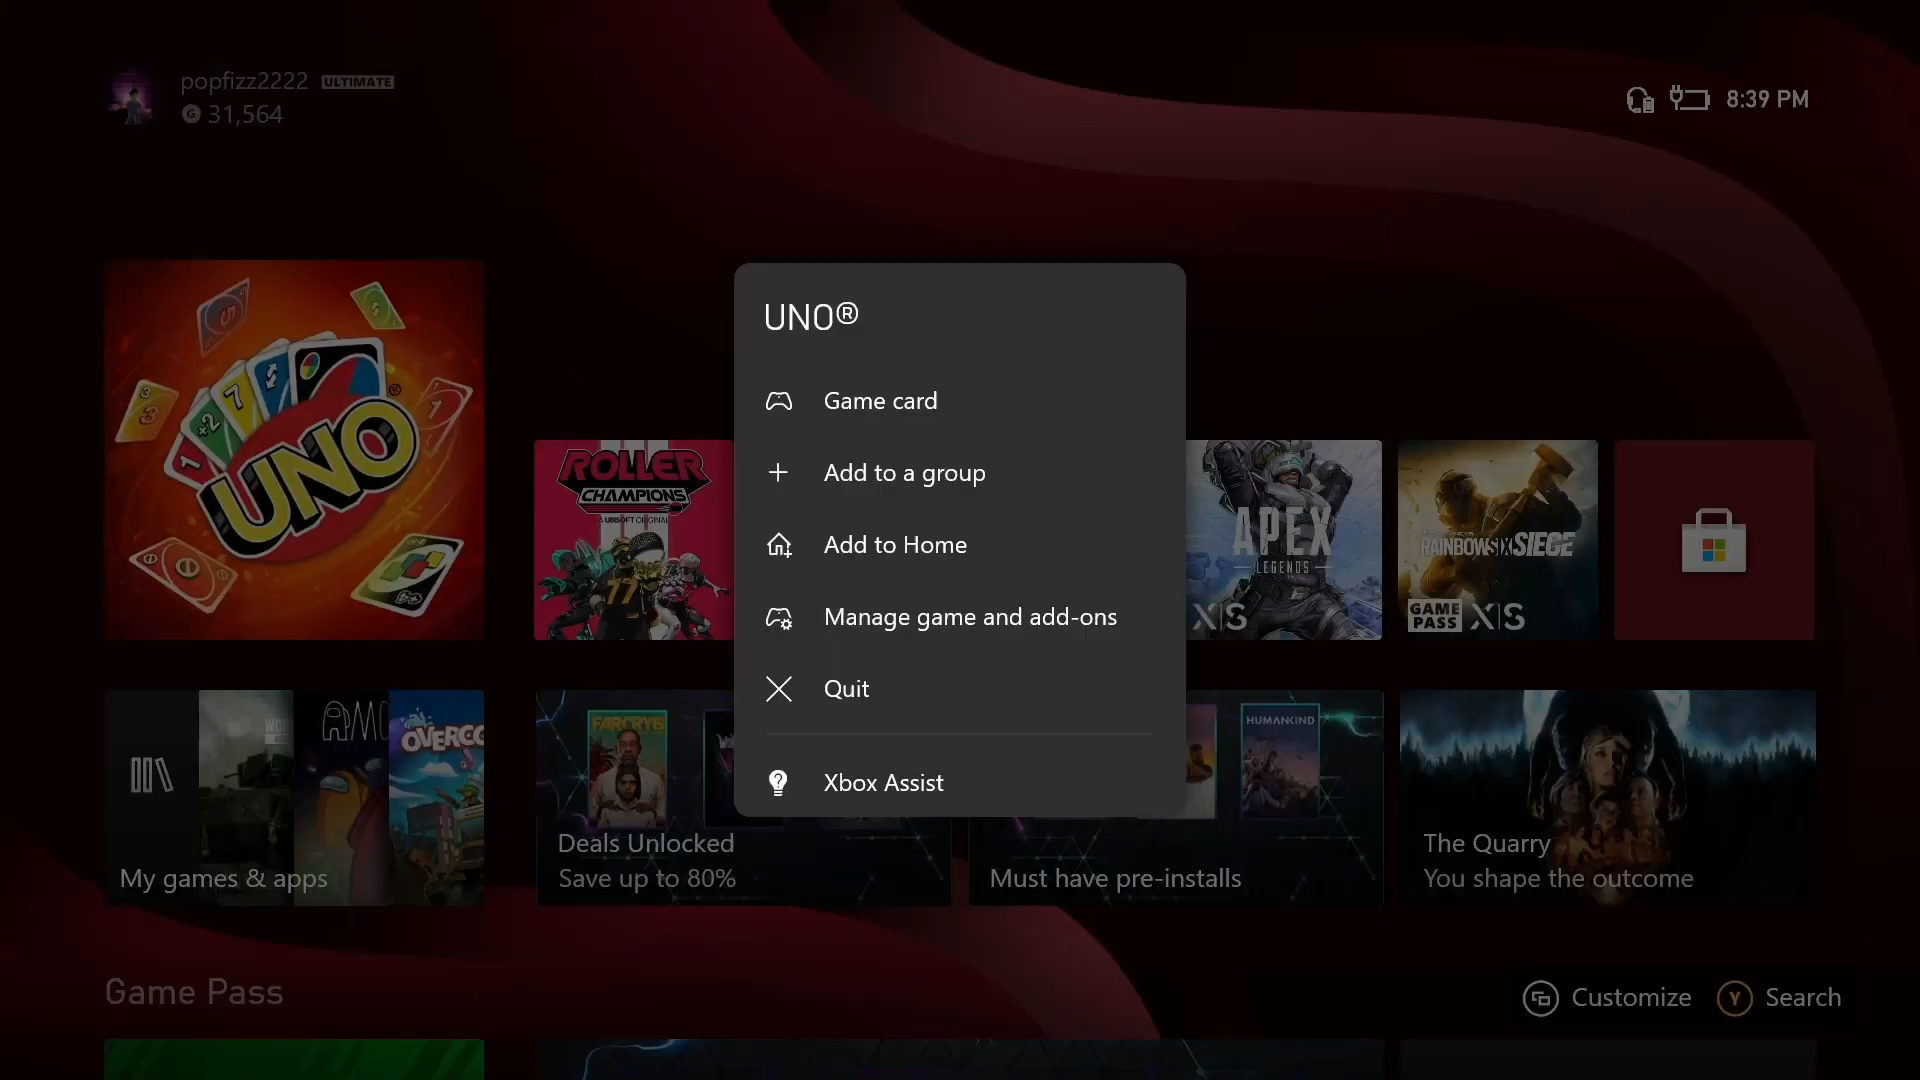 popfizz2222 ULTIMATE
G 31,564
8:39 PM
UNO®
Game card
Add to a group
Add to Home
Manage game and add-ons
Quit
Xbox Assist
UNO
ROLLER
CHAMPIONS
A UBISOFT ORIGINAL
APEX
LEGENDS
X|S
RAINBOW SIX SIEGE
GAME
PASS
X|S
My games & apps
OVERCO
FARCRY6
Deals Unlocked
Save up to 80%
HUMANKIND
Must have pre-installs
The Quarry
You shape the outcome
Game Pass
Customize
Y Search